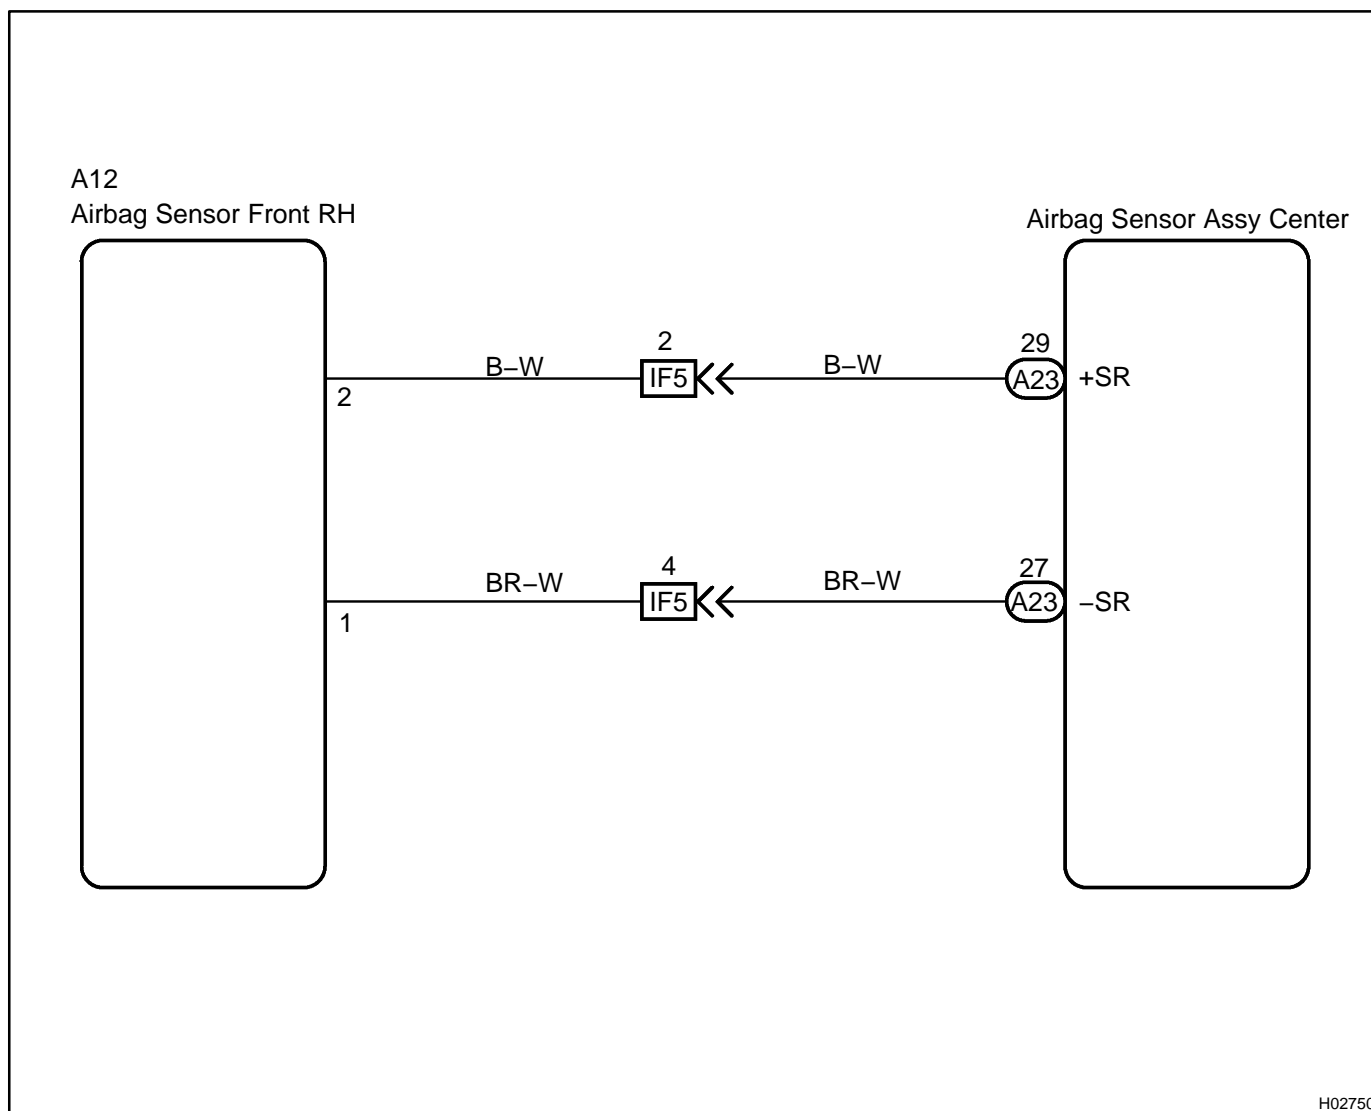 A12
Airbag Sensor Front RH
Airbag Sensor Assy Center
2
B–W
IF5
2
B–W
29
A23
+SR
4
BR–W
IF5
1
BR–W
27
A23
–SR
H02750